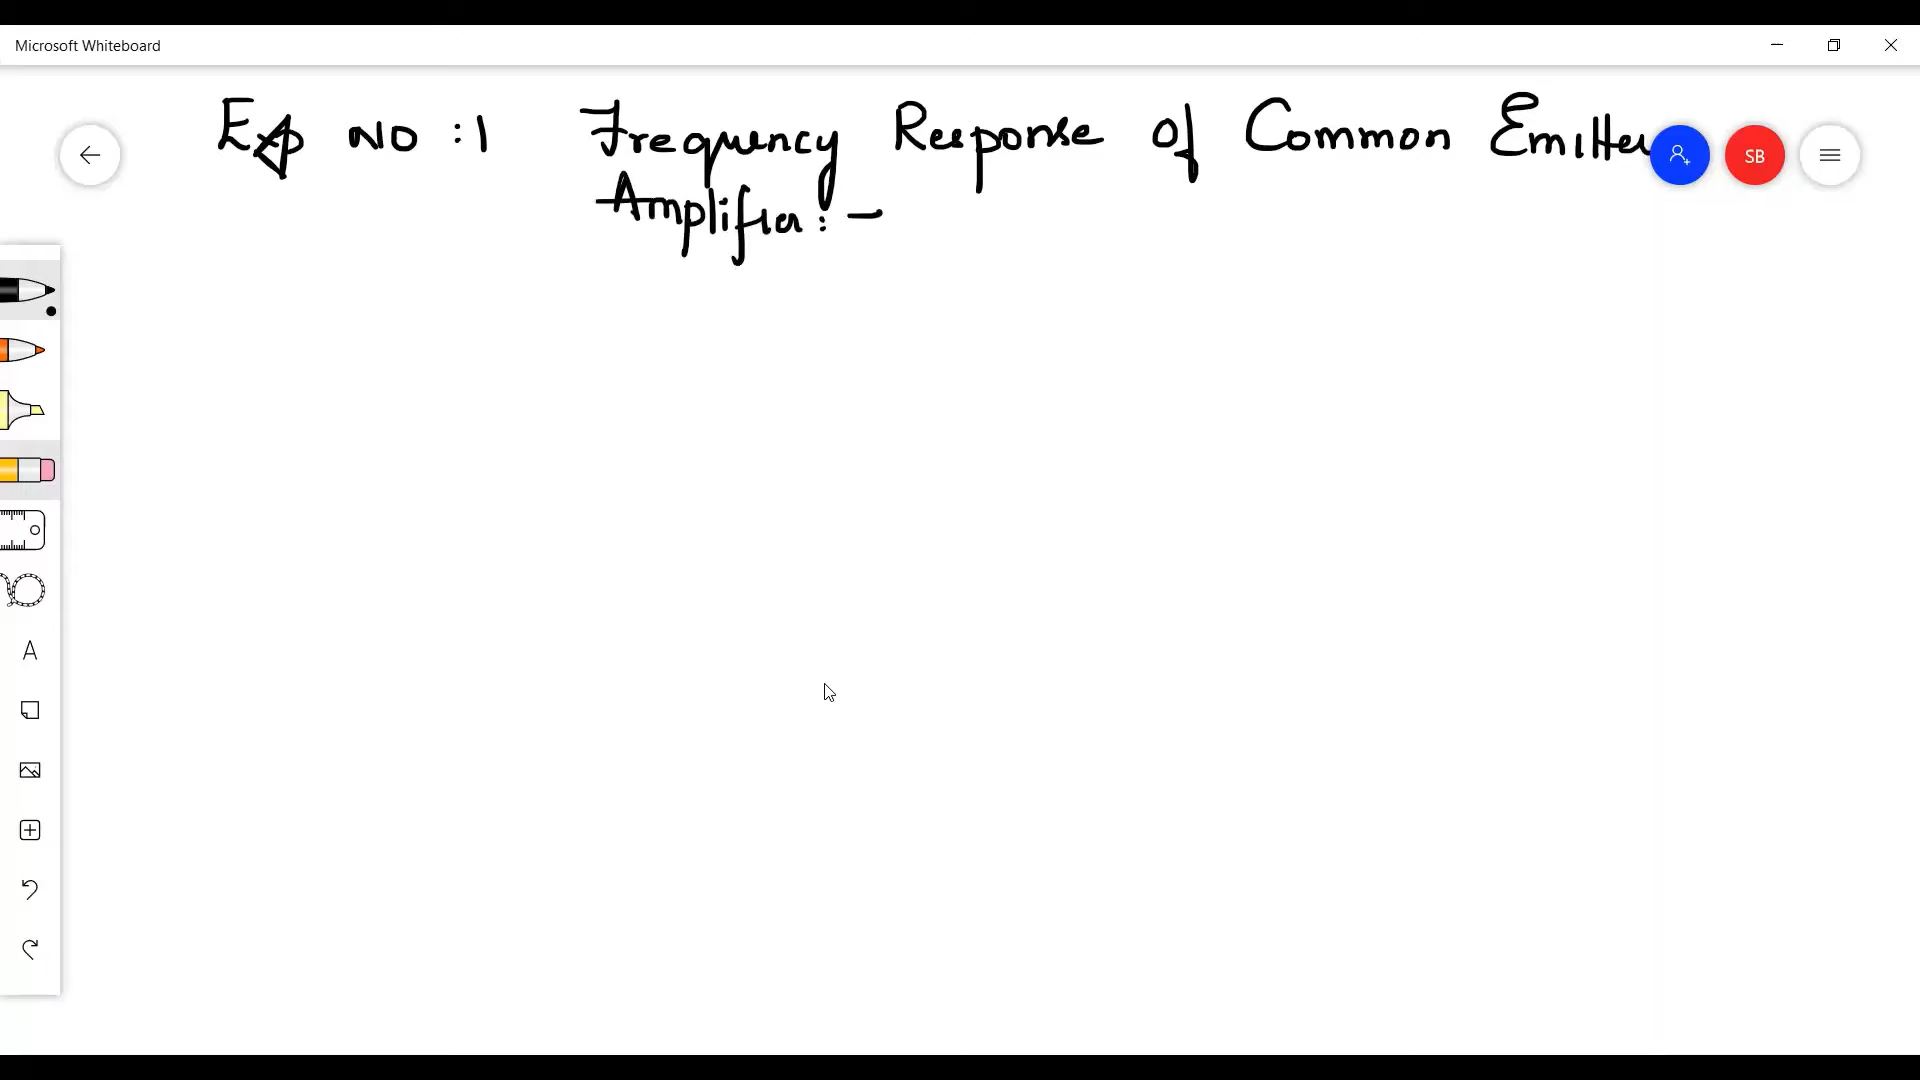 Microsoft Whiteboard
Exp NO :1 Frequency Response of Common Emitter
SB
Amplifier: -
A